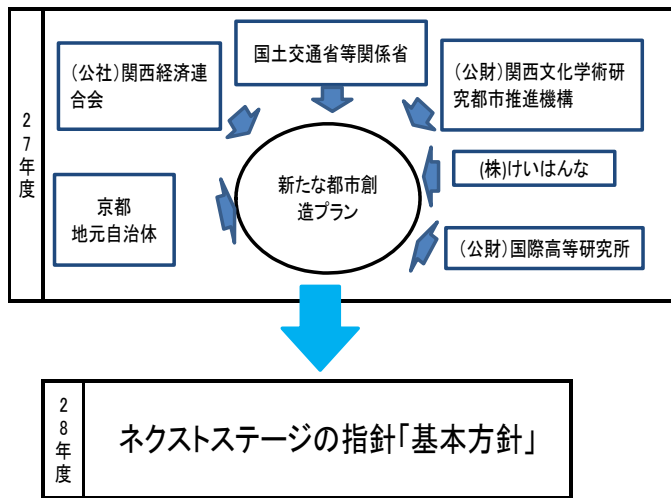 27年度
国土交通省等関係省
(公社)関西経済連
合会
(公財)関西文化学術研
究都市推進機構
新たな都市創
造プラン
(株)けいはんな
京都
地元自治体
(公財)国際高等研究所
28年度
ネクストステージの指針「基本方針」